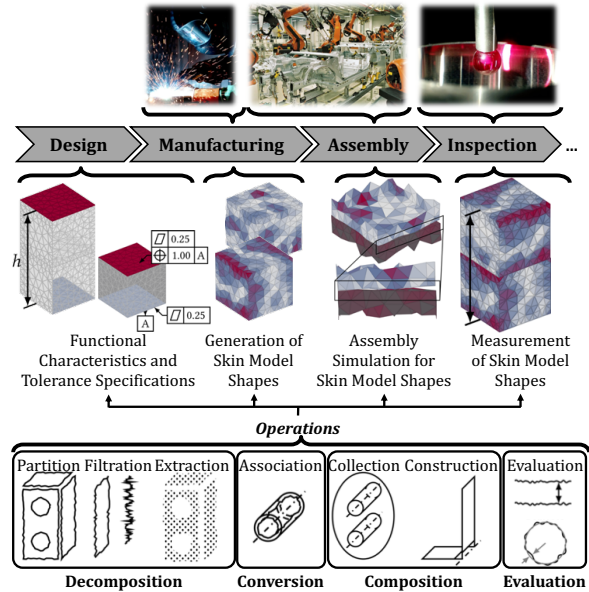 Design Manufacturing Assembly Inspection ...
h
0.25
1.00 A
A
0.25
Functional
Characteristics and
Tolerance Specifications
Generation of
Skin Model
Shapes
Assembly
Simulation for
Skin Model Shapes
Measurement
of Skin Model
Shapes
Operations
Partition Filtration Extraction Association Collection Construction Evaluation
Decomposition Conversion Composition Evaluation